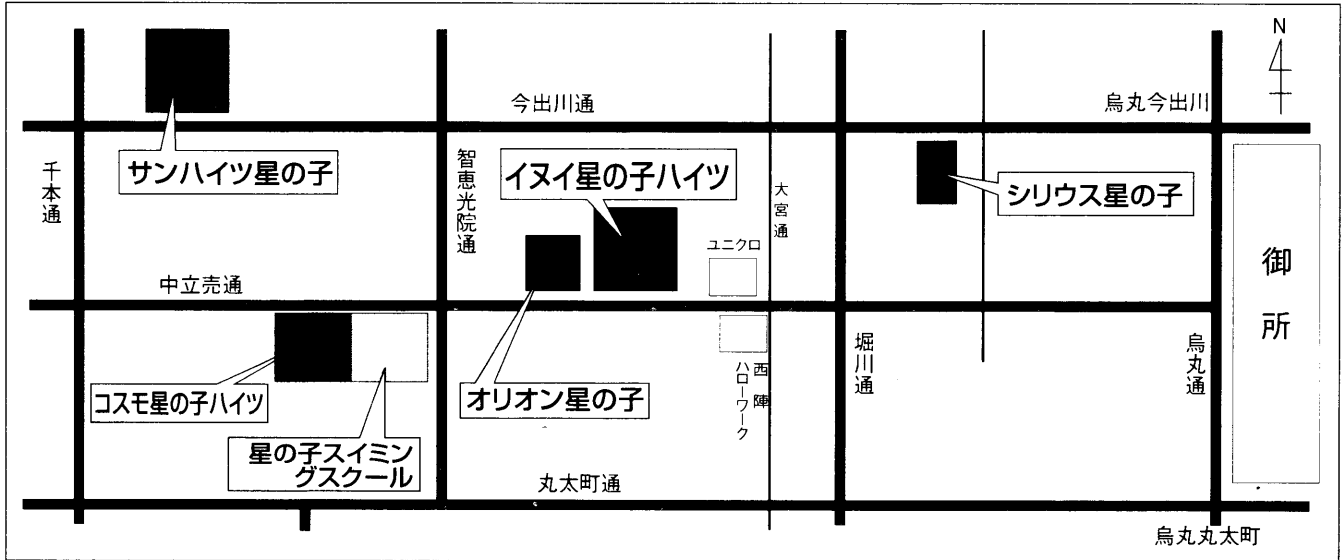 N
今出川通
烏丸今出川
サンハイツ星の子
千本通
智恵光院通
イヌイ星の子ハイツ
大宮通
シリウス星の子
ユニクロ
御所
中立売通
堀川通
烏丸通
西陣
ハローワーク
コスモ星の子ハイツ
オリオン星の子
星の子スイミン
グスクール
丸太町通
烏丸丸太町